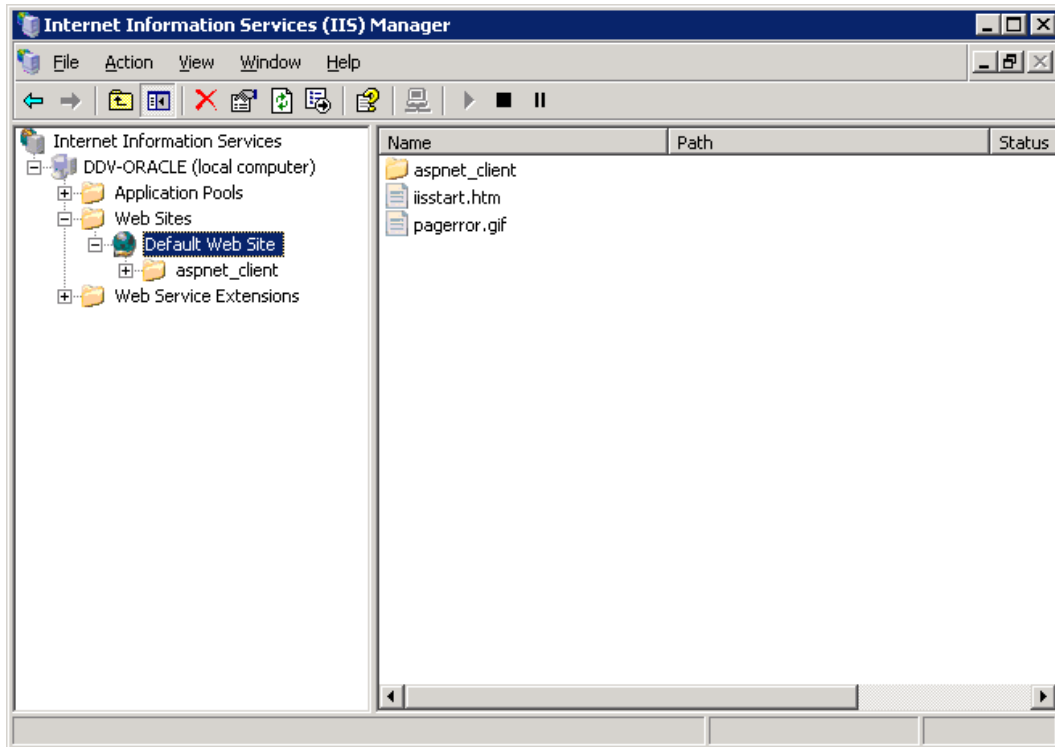 Internet Information Services (IIS) Manager
File Action View Window Help
Internet Information Services
DDV-ORACLE (local computer)
Application Pools
Web Sites
Default Web Site
aspnet_client
Web Service Extensions
Name Path Status
aspnet_client
iisstart.htm
pagerror.gif